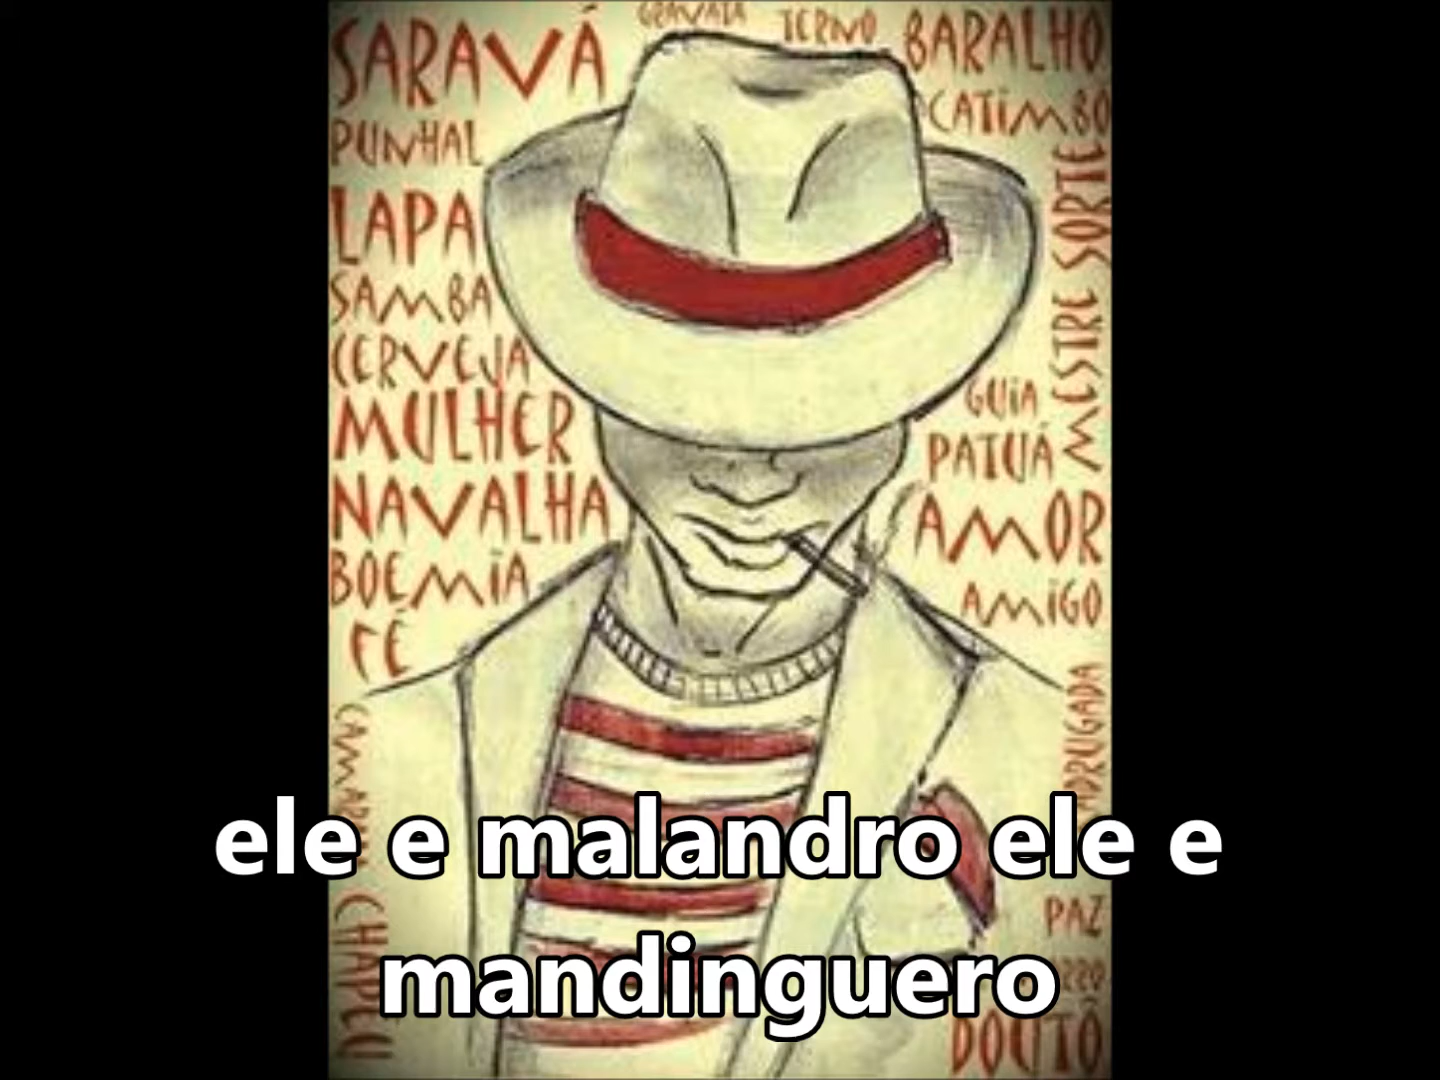 SARAVÁ
GRAVATA
TERNO
BARALHO
CATIMBO
PUNHAL
LAPA
SAMBA
CERVEJA
MULHER
NAVALHA
BOEMIA
FÉ
MESTRE SORTE
GUIA
PATUÁ
AMOR
AMIGO
CHAPÉU
PAZ
DOUTÔ
ele e malandro ele e
mandinguero